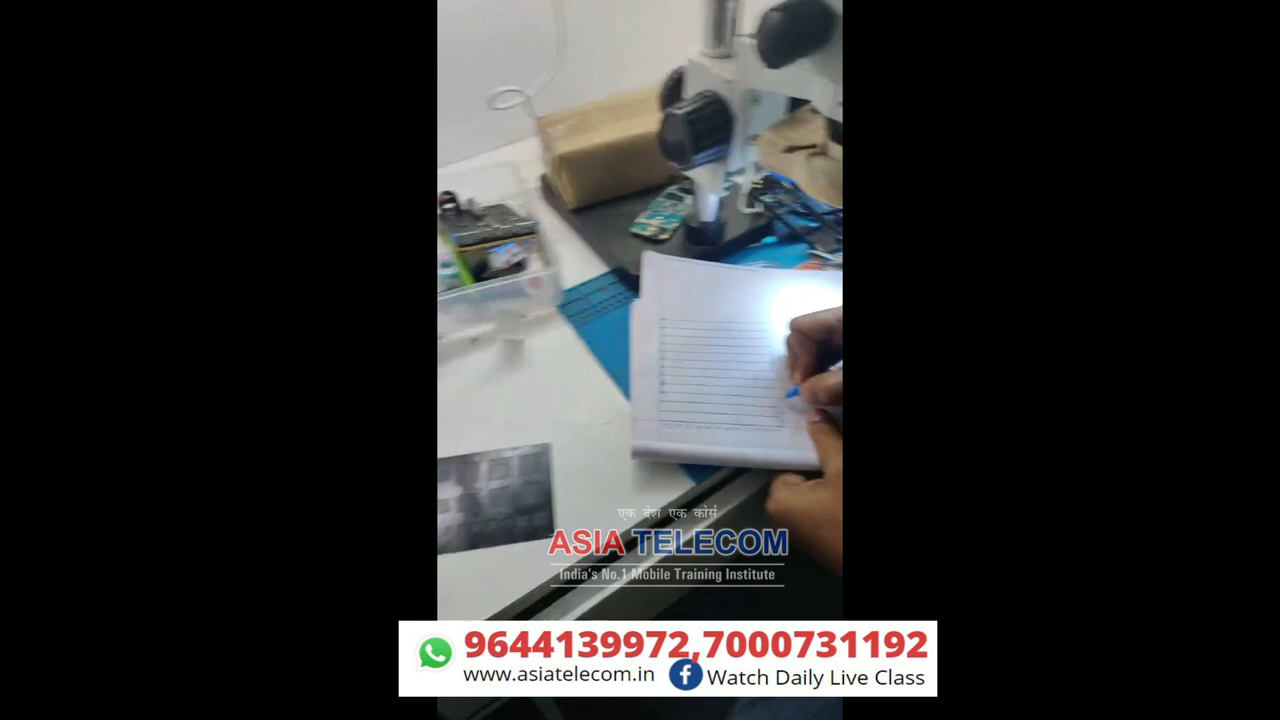 एक देश एक कोर्स
ASIA TELECOM
India's No.1 Mobile Training Institute
9644139972,7000731192
www.asiatelecom.in Watch Daily Live Class